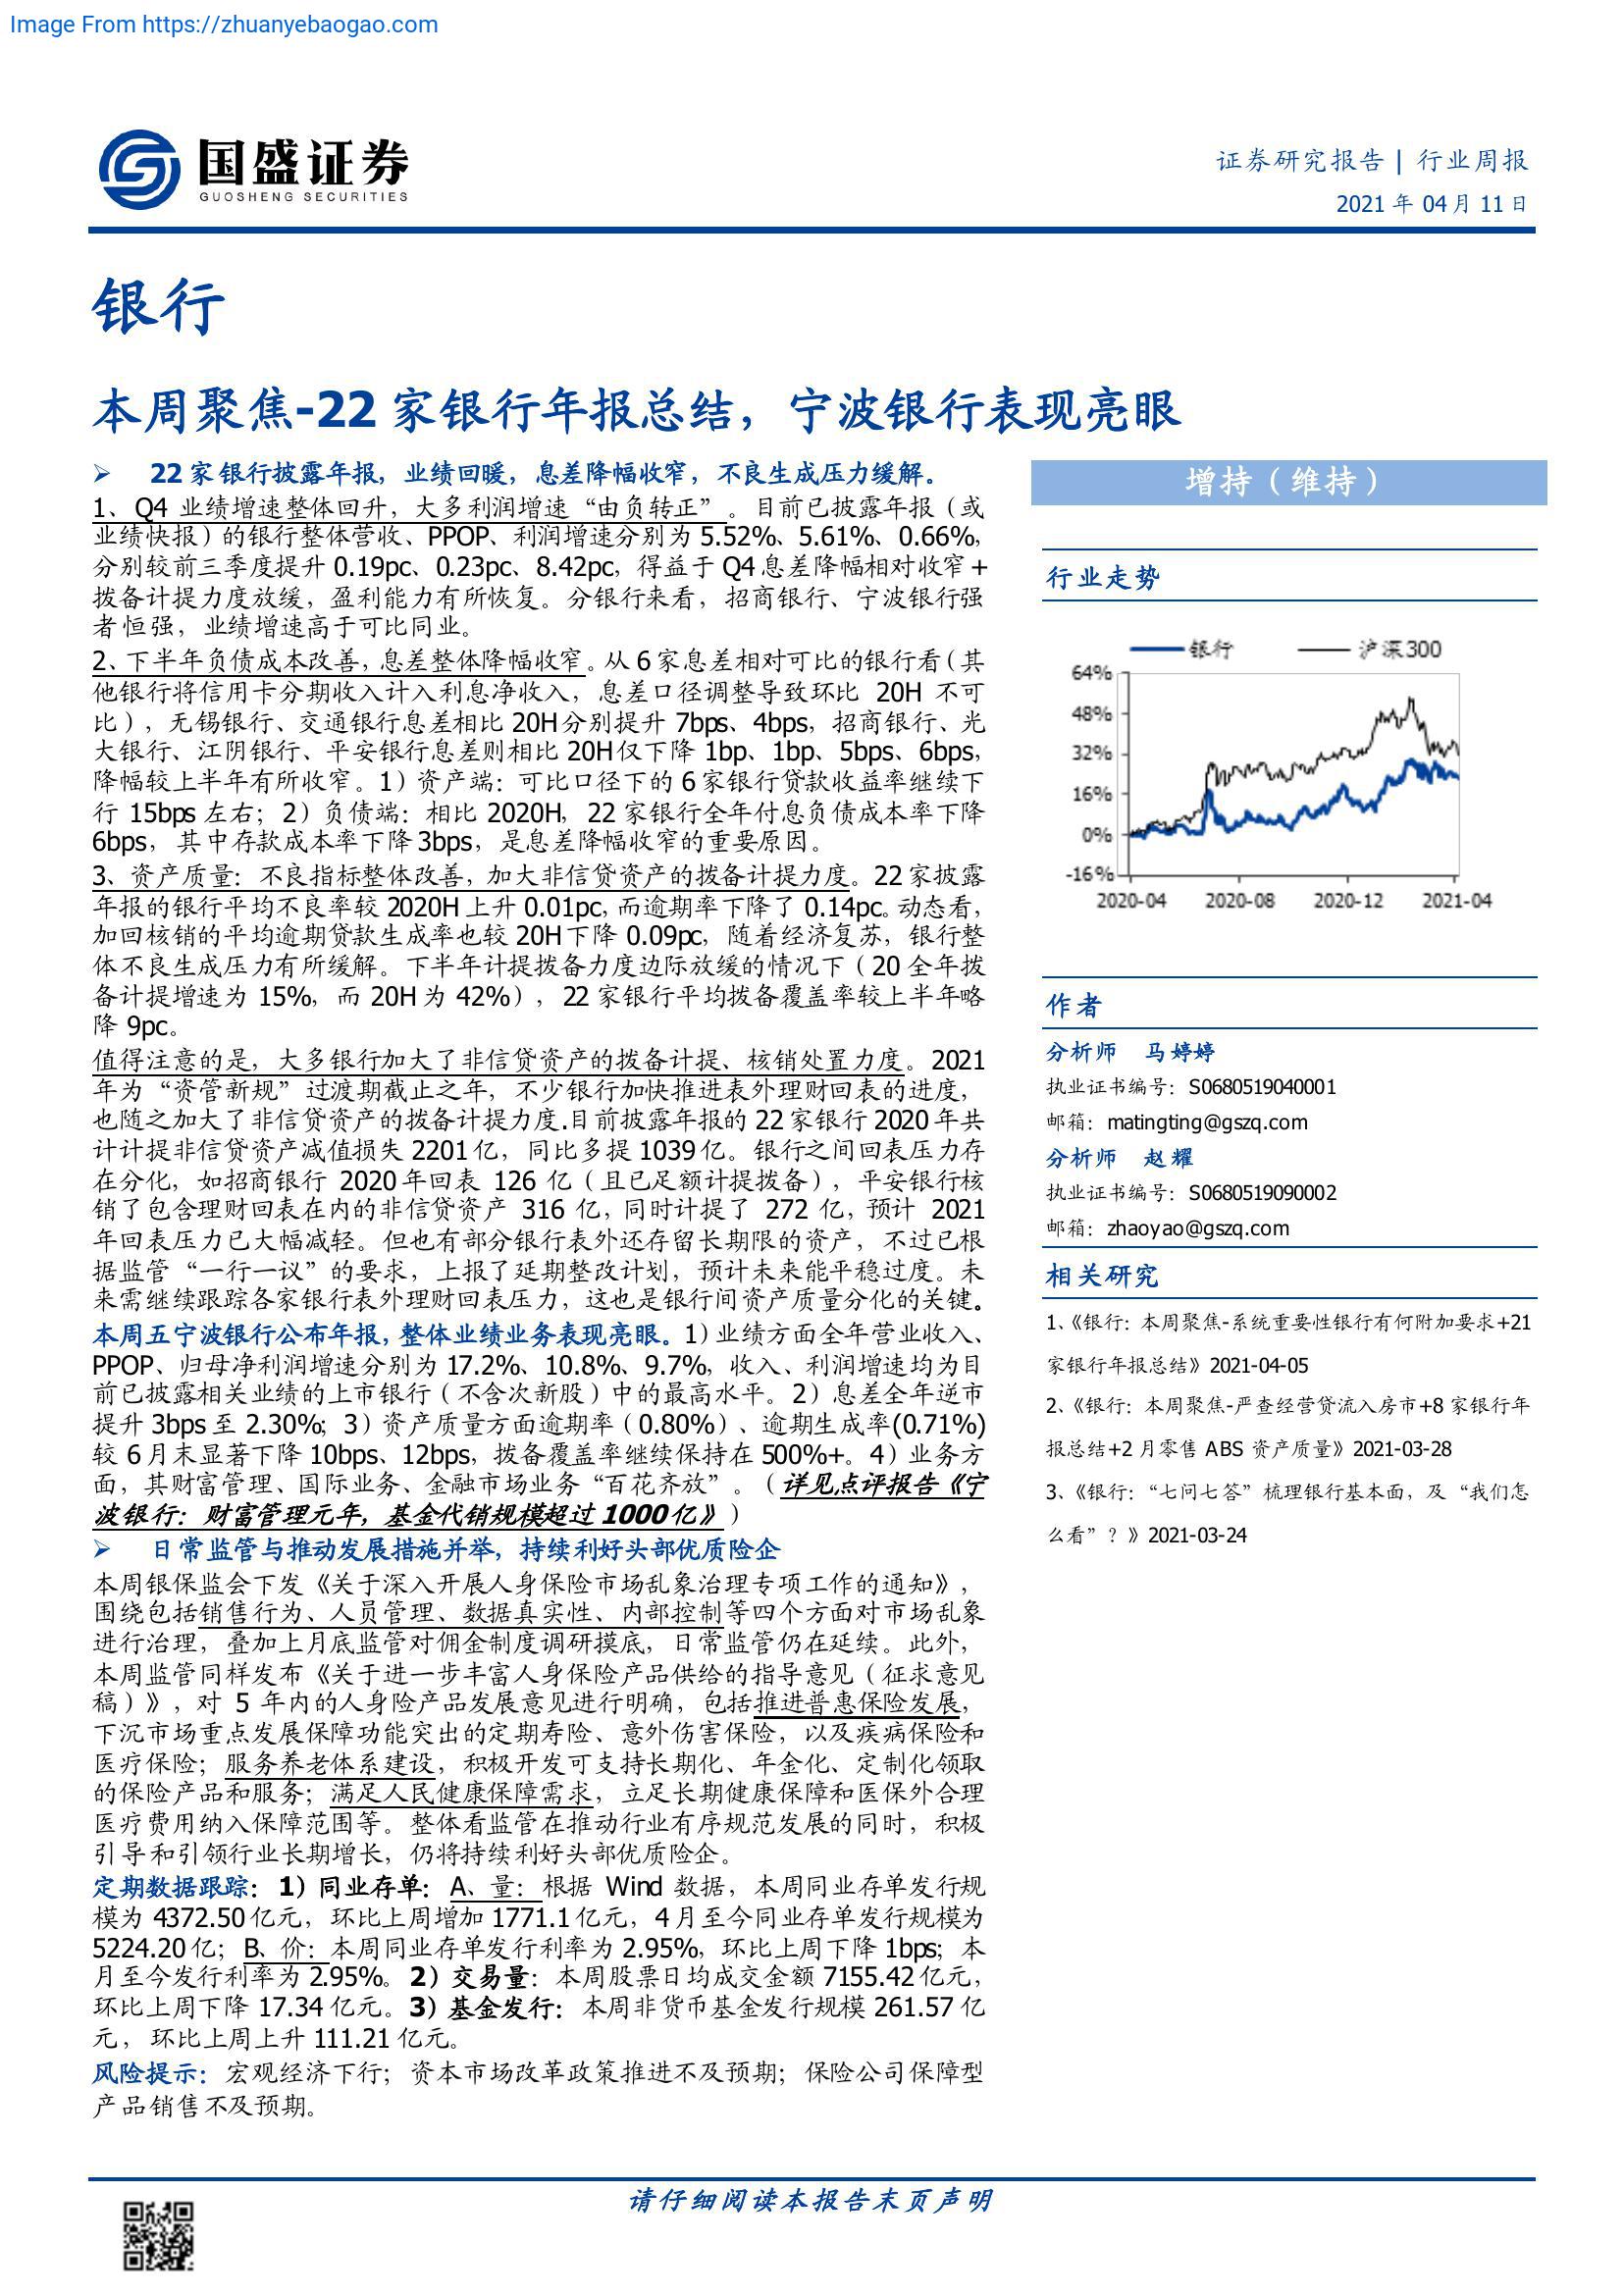 Image From https://zhuanyebaogao.com
国盛证券
GUOSHENG SECURITIES
证券研究报告 | 行业周报
2021 年 04月 11 日
银行
本周聚焦-22 家银行年报总结，宁波银行表现亮眼
➢ 22 家银行披露年报，业绩回暖，息差降幅收窄，不良生成压力缓解。
1、Q4 业绩增速整体回升，大多利润增速“由负转正”。目前已披露年报（或
业绩快报）的银行整体营收、PPOP、利润增速分别为 5.52%、5.61%、0.66%，
分别较前三季度提升 0.19pc、0.23pc、8.42pc，得益于 Q4 息差降幅相对收窄+
拨备计提力度放缓，盈利能力有所恢复。分银行来看，招商银行、宁波银行强
者恒强，业绩增速高于可比同业。
2、下半年负债成本改善，息差整体降幅收窄。从 6 家息差相对可比的银行看（其
他银行将信用卡分期收入计入利息净收入，息差口径调整导致环比 20H 不可
比），无锡银行、交通银行息差相比 20H 分别提升 7bps、4bps，招商银行、光
大银行、江阴银行、平安银行息差则相比 20H 仅下降 1bp、1bp、5bps、6bps，
降幅较上半年有所收窄。1）资产端：可比口径下的 6 家银行贷款收益率继续下
行 15bps 左右；2）负债端：相比 2020H，22 家银行全年付息负债成本率下降
6bps，其中存款成本率下降 3bps，是息差降幅收窄的重要原因。
3、资产质量：不良指标整体改善，加大非信贷资产的拨备计提力度。22 家披露
年报的银行平均不良率较 2020H 上升 0.01pc，而逾期率下降了 0.14pc。动态看，
加回核销的平均逾期贷款生成率也较 20H 下降 0.09pc，随着经济复苏，银行整
体不良生成压力有所缓解。下半年计提拨备力度边际放缓的情况下（20 全年拨
备计提增速为 15%，而 20H 为 42%），22 家银行平均拨备覆盖率较上半年略
降 9pc。
值得注意的是，大多银行加大了非信贷资产的拨备计提、核销处置力度。2021
年为“资管新规”过渡期截止之年，不少银行加快推进表外理财回表的进度，
也随之加大了非信贷资产的拨备计提力度.目前披露年报的 22 家银行 2020 年共
计计提非信贷资产减值损失 2201 亿，同比多提 1039 亿。银行之间回表压力存
在分化，如招商银行 2020 年回表 126 亿（且已足额计提拨备），平安银行核
销了包含理财回表在内的非信贷资产 316 亿，同时计提了 272 亿，预计 2021
年回表压力已大幅减轻。但也有部分银行表外还存留长期限的资产，不过已根
据监管“一行一议”的要求，上报了延期整改计划，预计未来能平稳过度。未
来需继续跟踪各家银行表外理财回表压力，这也是银行间资产质量分化的关键。
本周五宁波银行公布年报，整体业绩业务表现亮眼。1）业绩方面全年营业收入、
PPOP、归母净利润增速分别为 17.2%、10.8%、9.7%，收入、利润增速均为目
前已披露相关业绩的上市银行（不含次新股）中的最高水平。2）息差全年逆市
提升 3bps 至 2.30%；3）资产质量方面逾期率（0.80%）、逾期生成率(0.71%)
较 6 月末显著下降 10bps、12bps，拨备覆盖率继续保持在 500%+。4）业务方
面，其财富管理、国际业务、金融市场业务“百花齐放”。（详见点评报告《宁
波银行：财富管理元年，基金代销规模超过 1000 亿》）
➢ 日常监管与推动发展措施并举，持续利好头部优质险企
本周银保监会下发《关于深入开展人身保险市场乱象治理专项工作的通知》，
围绕包括销售行为、人员管理、数据真实性、内部控制等四个方面对市场乱象
进行治理，叠加上月底监管对佣金制度调研摸底，日常监管仍在延续。此外，
本周监管同样发布《关于进一步丰富人身保险产品供给的指导意见（征求意见
稿）》，对 5 年内的人身险产品发展意见进行明确，包括推进普惠保险发展，
下沉市场重点发展保障功能突出的定期寿险、意外伤害保险，以及疾病保险和
医疗保险；服务养老体系建设，积极开发可支持长期化、年金化、定制化领取
的保险产品和服务；满足人民健康保障需求，立足长期健康保障和医保外合理
医疗费用纳入保障范围等。整体看监管在推动行业有序规范发展的同时，积极
引导和引领行业长期增长，仍将持续利好头部优质险企。
定期数据跟踪：1）同业存单：A、量：根据 Wind 数据，本周同业存单发行规
模为 4372.50 亿元，环比上周增加 1771.1 亿元，4 月至今同业存单发行规模为
5224.20 亿；B、价：本周同业存单发行利率为 2.95%，环比上周下降 1bps；本
月至今发行利率为 2.95%。2）交易量：本周股票日均成交金额 7155.42 亿元，
环比上周下降 17.34 亿元。3）基金发行：本周非货币基金发行规模 261.57 亿
元，环比上周上升 111.21 亿元。
风险提示：宏观经济下行；资本市场改革政策推进不及预期；保险公司保障型
产品销售不及预期。
增持（维持）
行业走势
银行 沪深300
64%
48%
32%
16%
0%
-16%
2020-04 2020-08 2020-12 2021-04
作者
分析师 马婷婷
执业证书编号：S0680519040001
邮箱：matingting@gszq.com
分析师 赵耀
执业证书编号：S0680519090002
邮箱：zhaoyao@gszq.com
相关研究
1、《银行：本周聚焦-系统重要性银行有何附加要求+21
家银行年报总结》2021-04-05
2、《银行：本周聚焦-严查经营贷流入房市+8 家银行年
报总结+2 月零售 ABS 资产质量》2021-03-28
3、《银行：“七问七答”梳理银行基本面，及“我们怎
么看”？》2021-03-24
请仔细阅读本报告末页声明